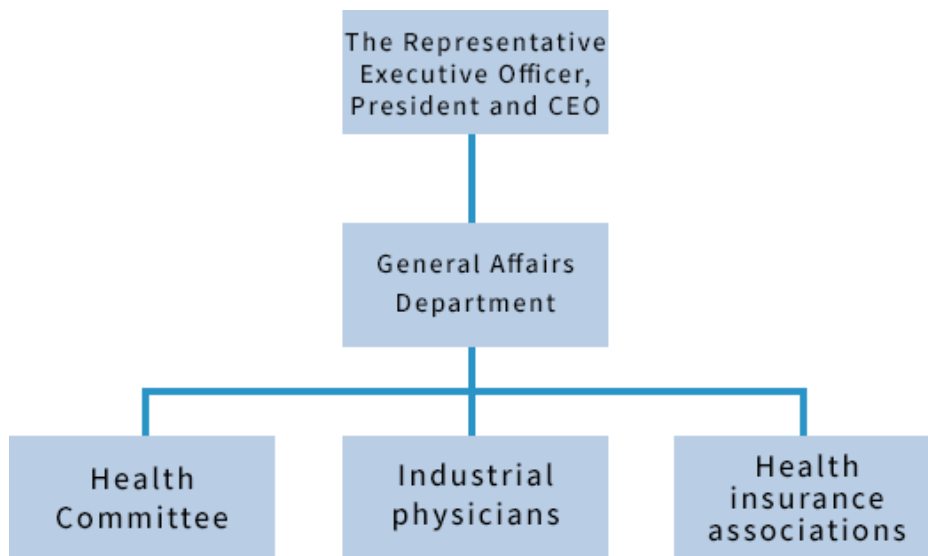 The Representative
Executive Officer,
President and CEO
General Affairs
Department
Health
Committee
Industrial
physicians
Health
insurance
associations